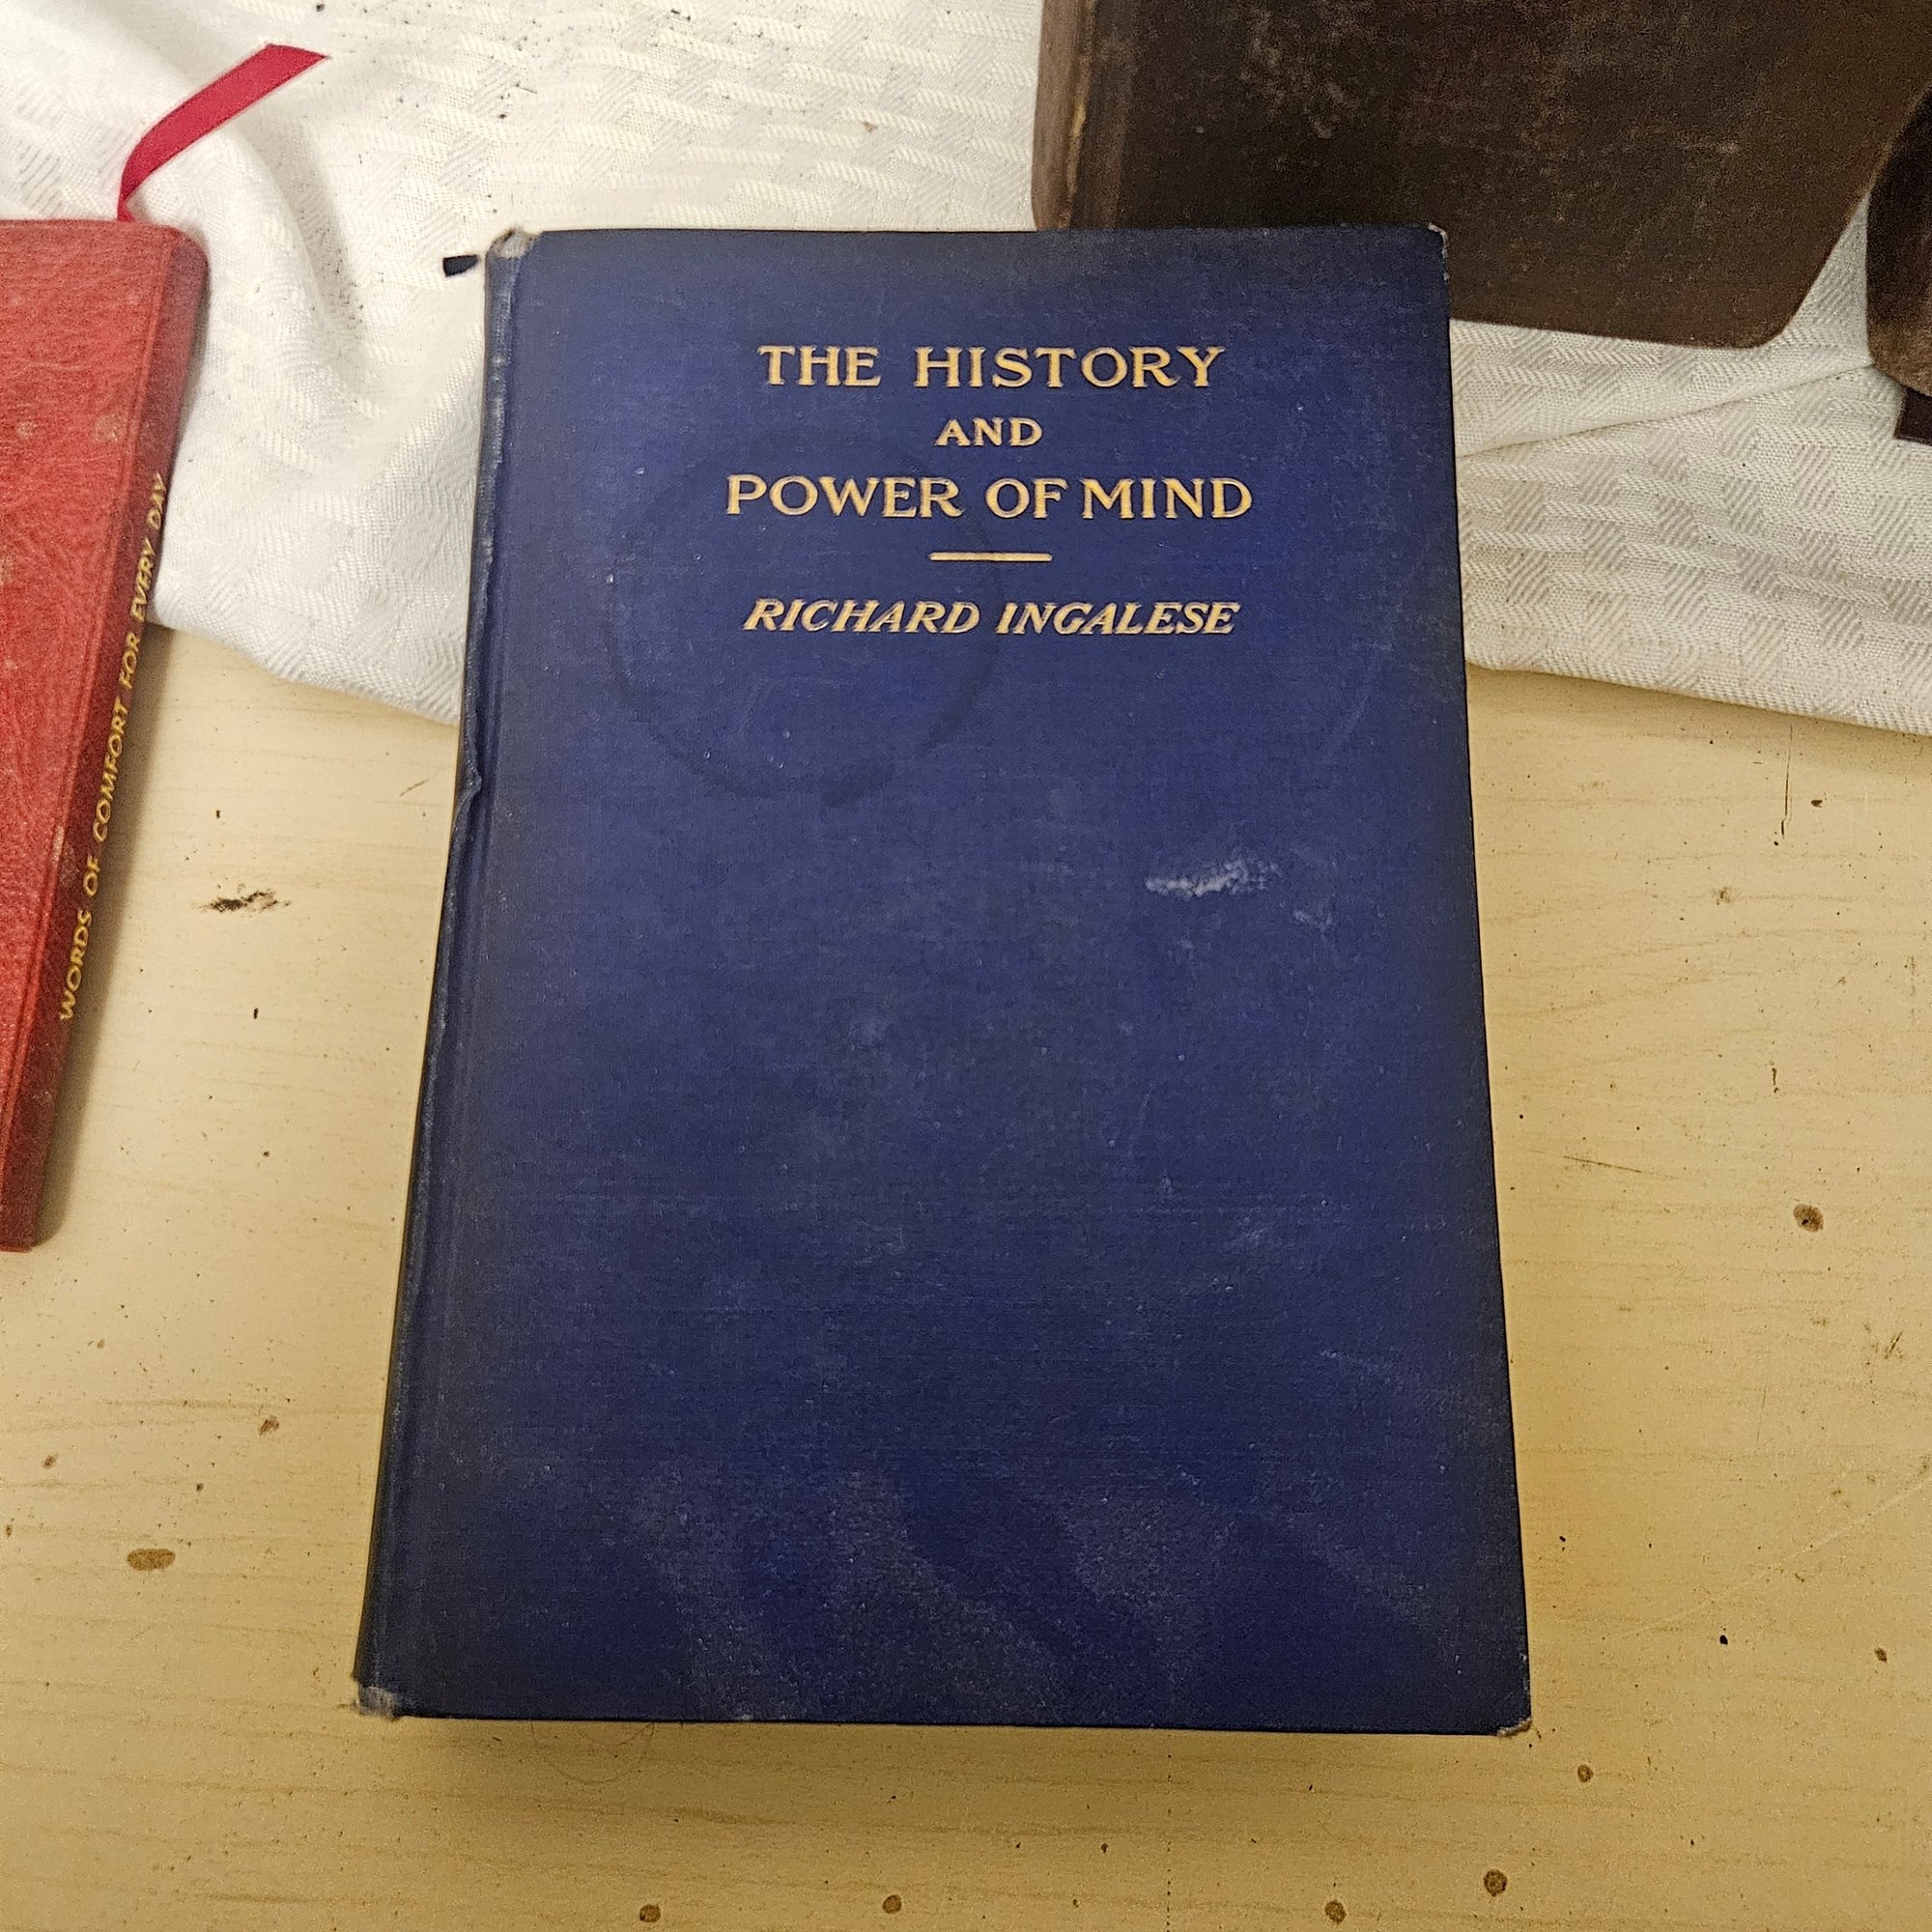 THE HISTORY
AND
POWER OF MIND
RICHARD INGALESE
WORDS OF COMFORT FOR EVERY DAY